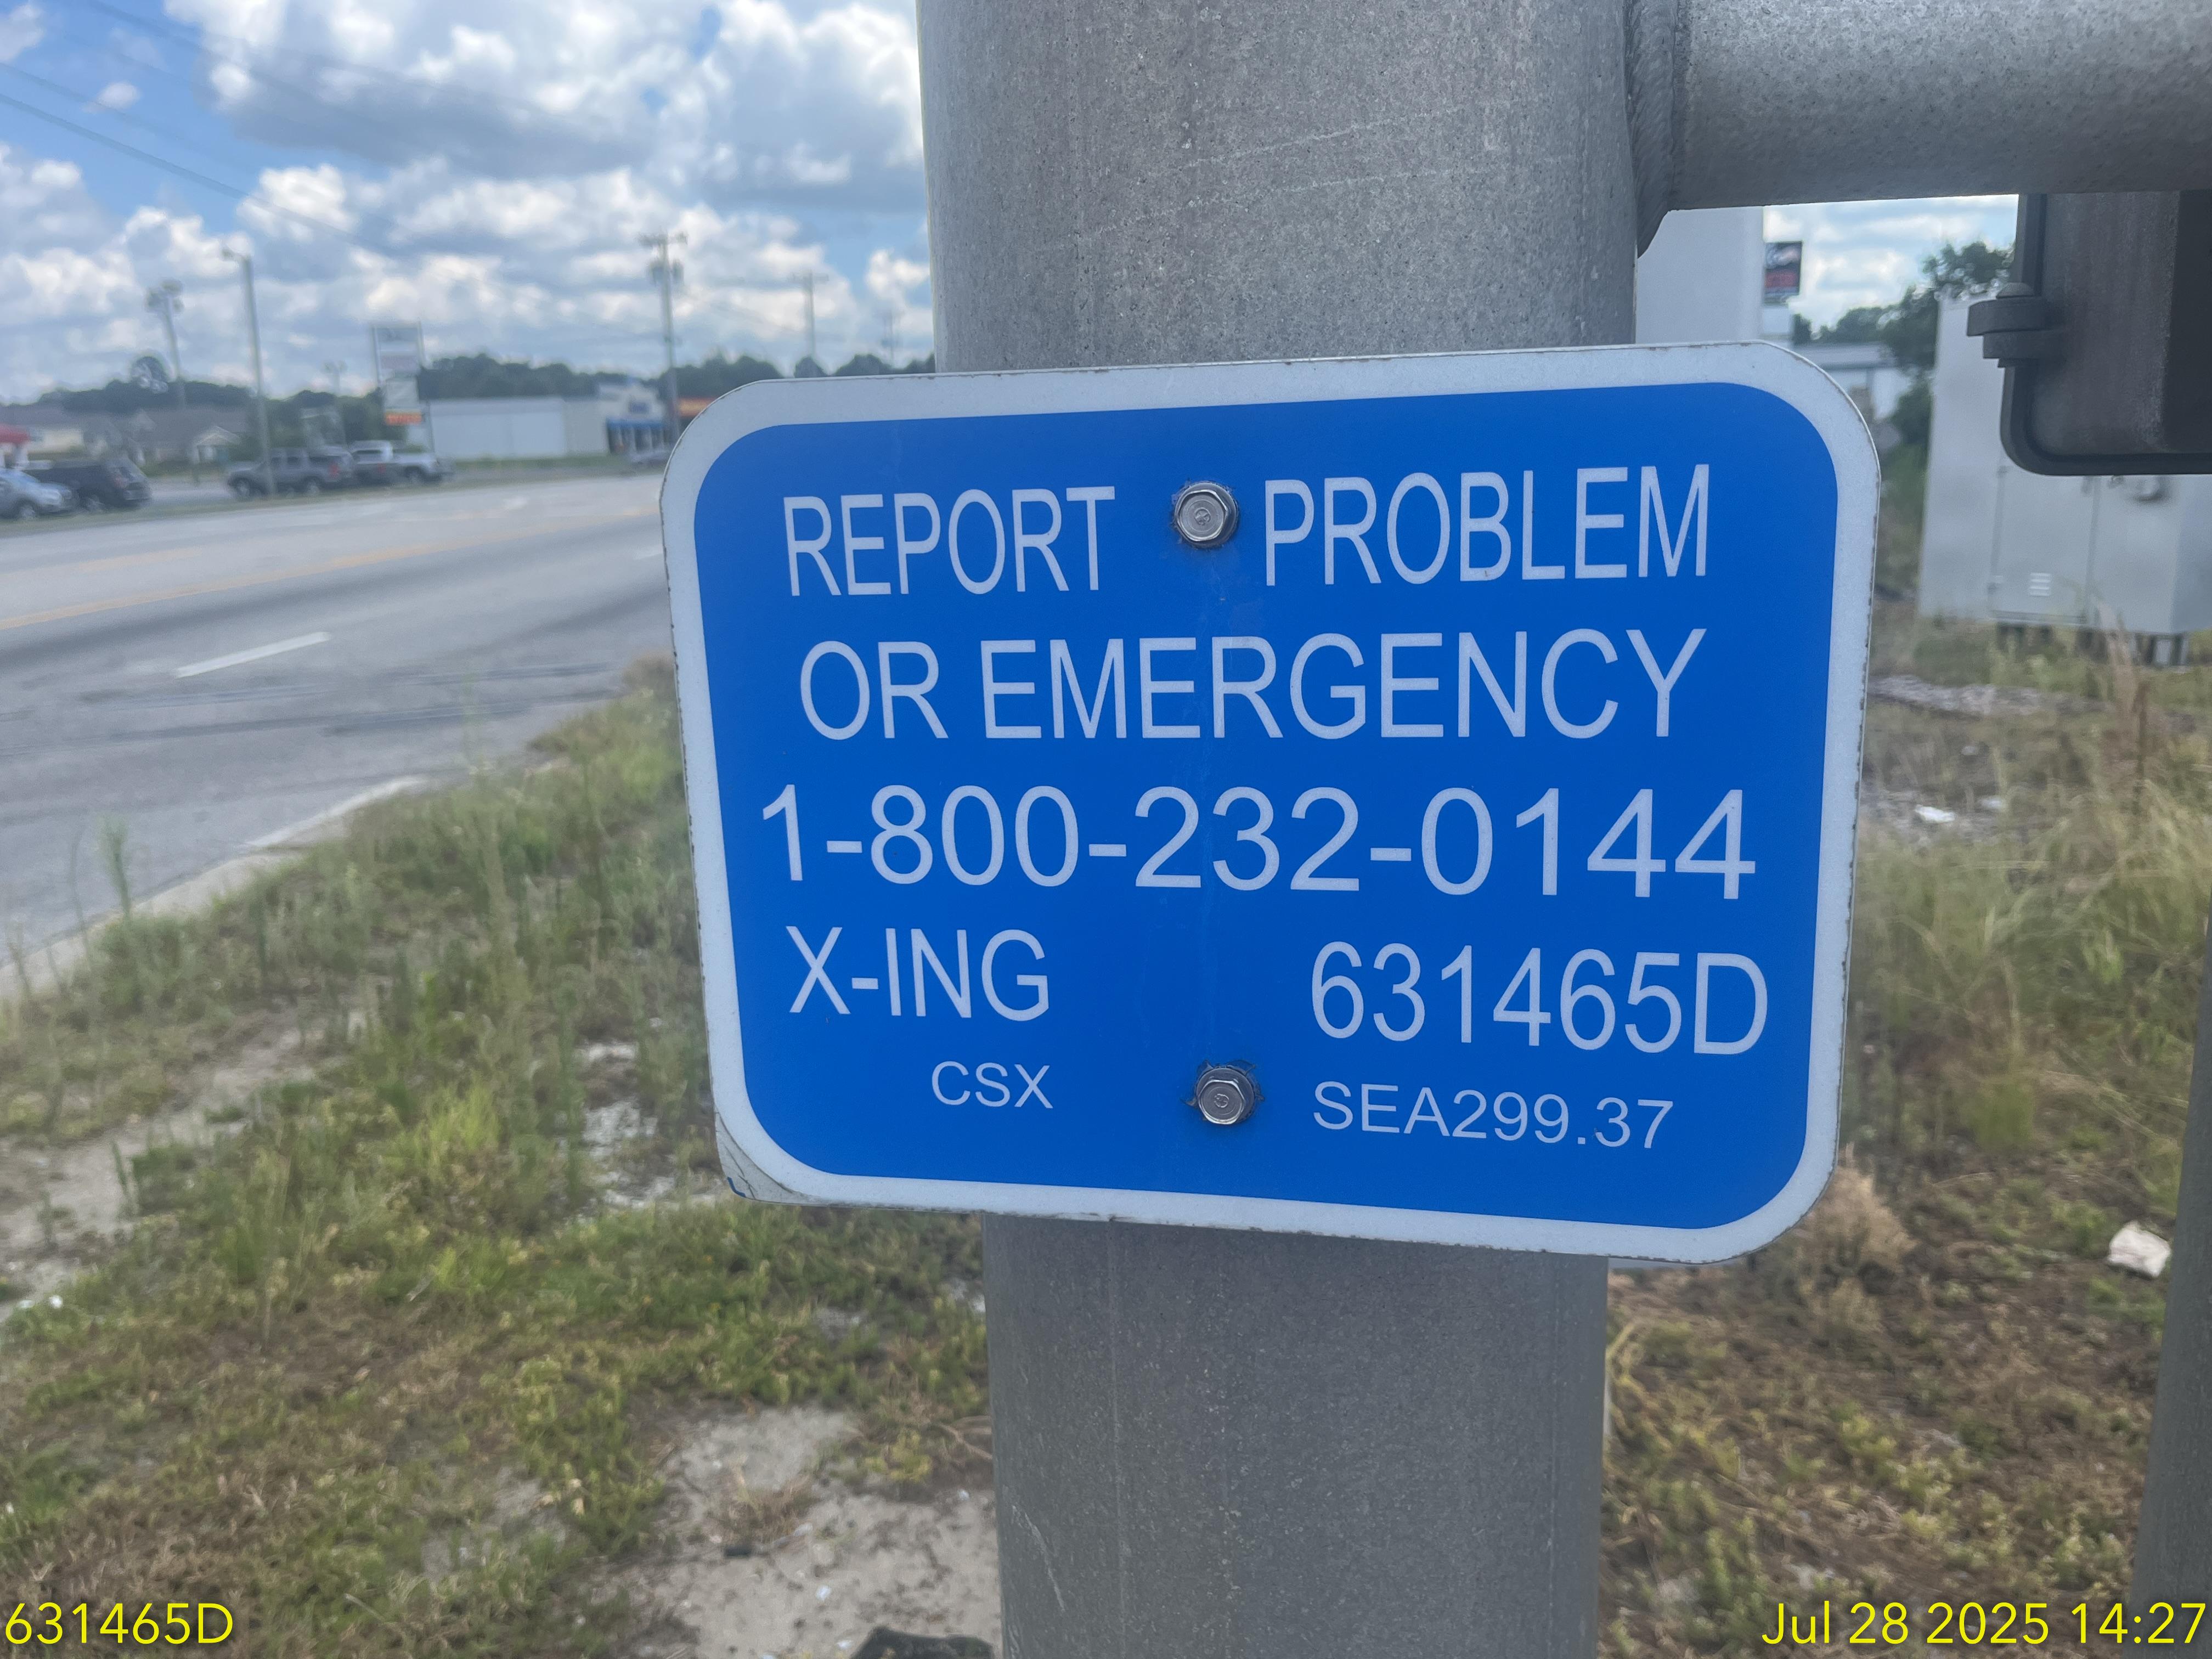 REPORT PROBLEM
OR EMERGENCY
1-800-232-0144
X-ING 631465D
CSX SEA299.37
631465D
Jul 28 2025 14:27